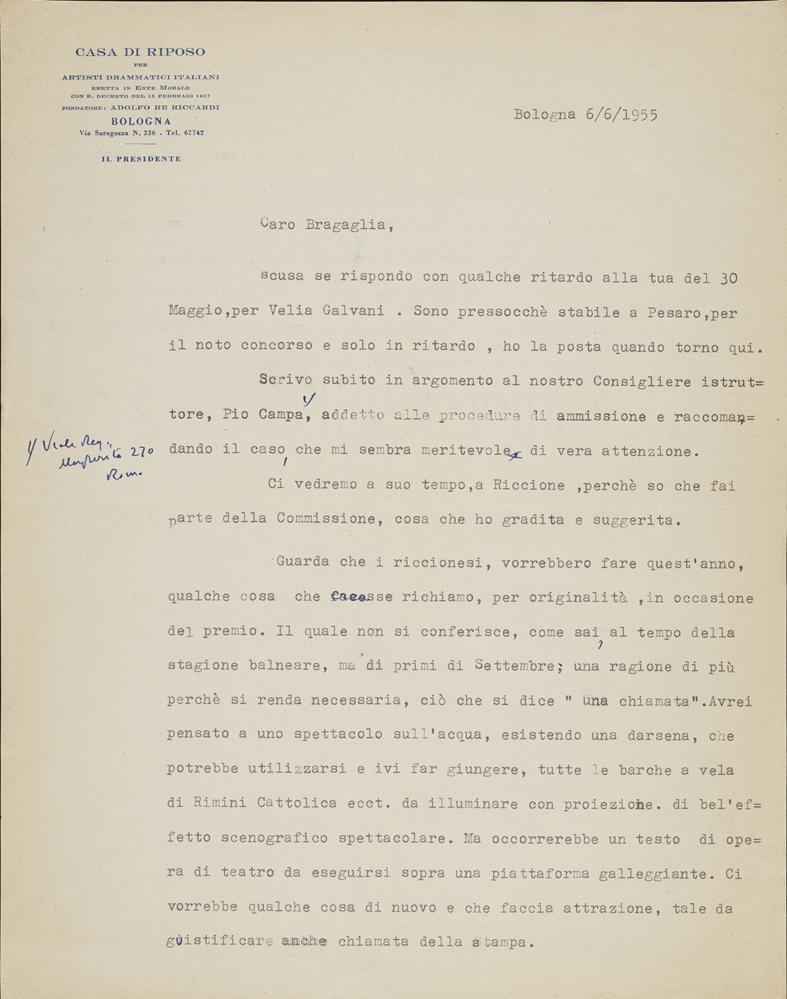 CASA DI RIPOSO
PER
ARTISTI DRAMMATICI ITALIANI
ERETTA IN ENTE MORALE
CON R. DECRETO DEL 15 FEBBRAIO 1917
FONDATORE: ADOLFO RE RICCARDI
BOLOGNA
Via Saragozza N. 236 - Tel. 67742
IL PRESIDENTE
Bologna 6/6/1955
Caro Bragaglia,
scusa se rispondo con qualche ritardo alla tua del 30
Maggio,per Velia Galvani . Sono pressocchè stabile a Pesaro,per
il noto concorso e solo in ritardo , ho la posta quando torno qui.
Scrivo subito in argomento al nostro Consigliere istrut=
tore, Pio Campa, addetto alle procedure di ammissione e raccoman=
dando il caso, che mi sembra meritevole di vera attenzione.
y Viale Reg.
Margherita 270
Roma
Ci vedremo a suo tempo,a Riccione ,perchè so che fai
parte della Commissione, cosa che ho gradita e suggerita.
Guarda che i riccionesi, vorrebbero fare quest'anno,
qualche cosa che facesse richiamo, per originalità ,in occasione
del premio. Il quale non si conferisce, come sai, al tempo della
stagione balneare, ma di primi di Settembre; una ragione di più
perchè si renda necessaria, ciò che si dice " una chiamata".Avrei
pensato a uno spettacolo sull'acqua, esistendo una darsena, che
potrebbe utilizzarsi e ivi far giungere, tutte le barche a vela
di Rimini Cattolica ecct. da illuminare con proiezione. di bel'ef=
fetto scenografico spettacolare. Ma occorrerebbe un testo di ope=
ra di teatro da eseguirsi sopra una piattaforma galleggiante. Ci
vorrebbe qualche cosa di nuovo e che faccia attrazione, tale da
guistificare anche chiamata della stampa.